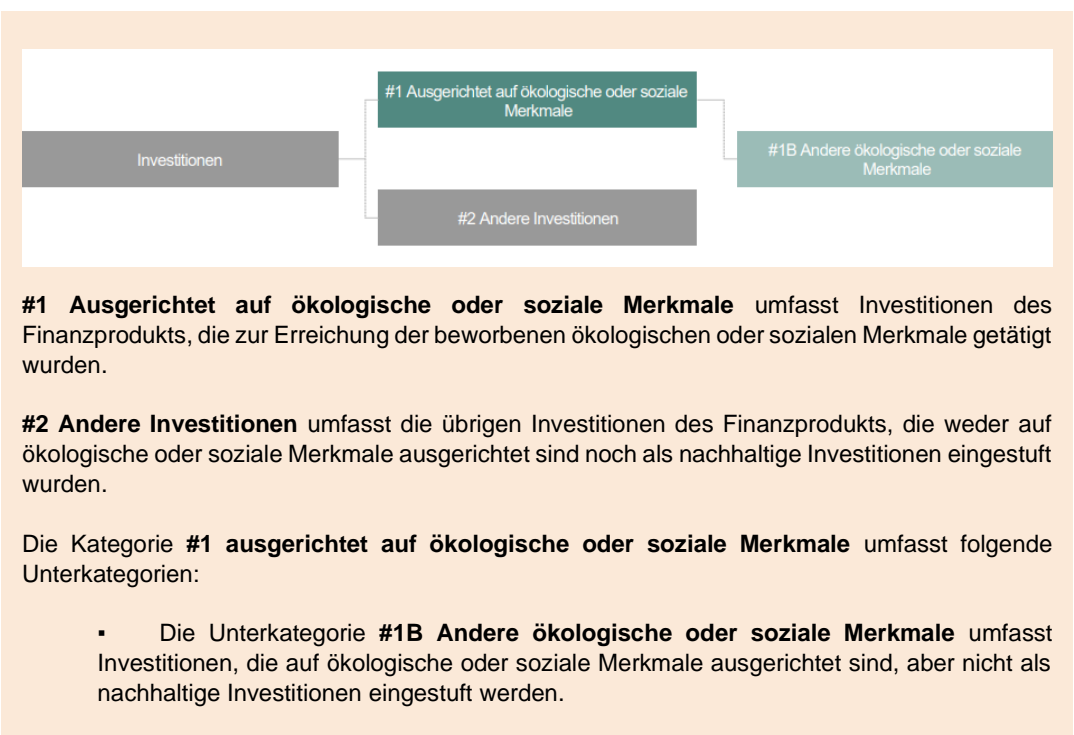 #1 Ausgerichtet auf ökologische oder soziale
Merkmale
Investitionen
#1B Andere ökologische oder soziale
Merkmale
#2 Andere Investitionen
#1 Ausgerichtet auf ökologische oder soziale Merkmale umfasst Investitionen des
Finanzprodukts, die zur Erreichung der beworbenen ökologischen oder sozialen Merkmale getätigt
wurden.
#2 Andere Investitionen umfasst die übrigen Investitionen des Finanzprodukts, die weder auf
ökologische oder soziale Merkmale ausgerichtet sind noch als nachhaltige Investitionen eingestuft
wurden.
Die Kategorie #1 ausgerichtet auf ökologische oder soziale Merkmale umfasst folgende
Unterkategorien:
▪ Die Unterkategorie #1B Andere ökologische oder soziale Merkmale umfasst
Investitionen, die auf ökologische oder soziale Merkmale ausgerichtet sind, aber nicht als
nachhaltige Investitionen eingestuft werden.